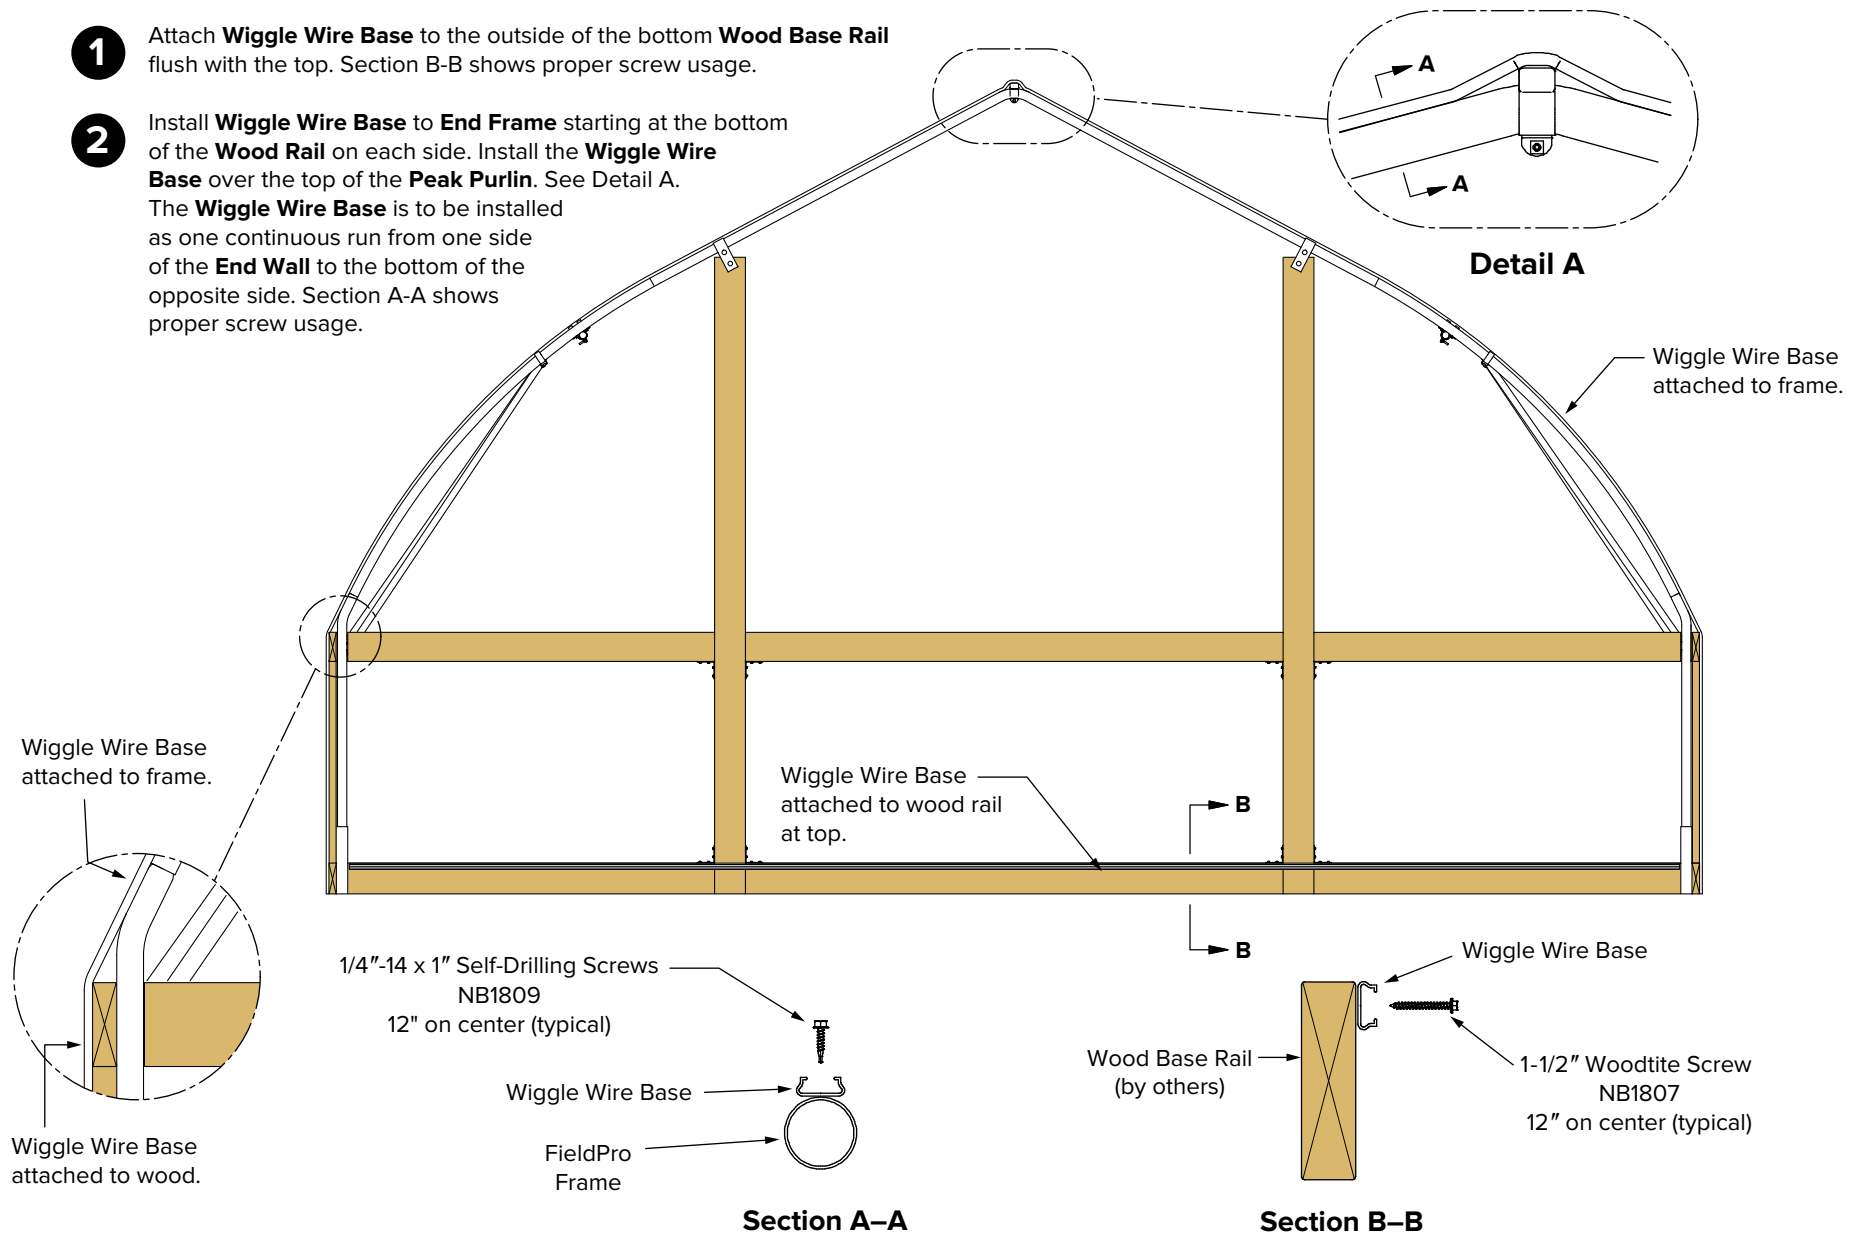 1
Attach Wiggle Wire Base to the outside of the bottom Wood Base Rail
flush with the top. Section B-B shows proper screw usage.
2
Install Wiggle Wire Base to End Frame starting at the bottom
of the Wood Rail on each side. Install the Wiggle Wire
Base over the top of the Peak Purlin. See Detail A.
The Wiggle Wire Base is to be installed
as one continuous run from one side
of the End Wall to the bottom of the
opposite side. Section A-A shows
proper screw usage.
A
A
Detail A
Wiggle Wire Base
attached to frame.
Wiggle Wire Base
attached to frame.
Wiggle Wire Base
attached to wood rail
at top.
B
B
Wiggle Wire Base
attached to wood.
1/4″-14 x 1″ Self-Drilling Screws
NB1809
12" on center (typical)
Wiggle Wire Base
FieldPro
Frame
Section A–A
Wiggle Wire Base
Wood Base Rail
(by others)
1-1/2″ Woodtite Screw
NB1807
12″ on center (typical)
Section B–B